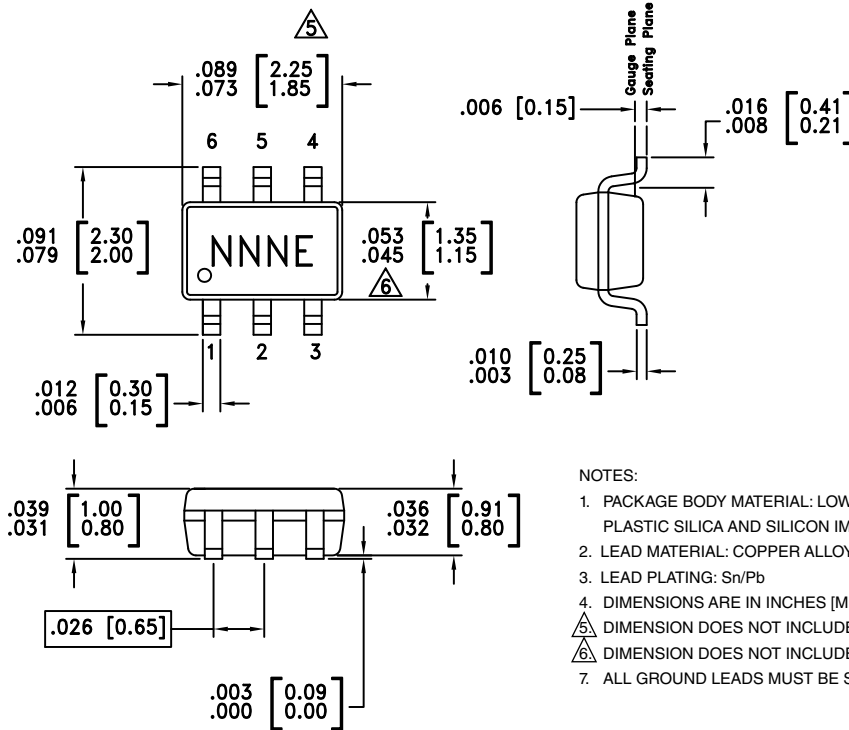 5
.089 [2.25]
.073 [1.85]
6 5 4
.091 [2.30]
.079 [2.00]
NNNE
.053 [1.35]
.045 [1.15]
6
1 2 3
.012 [0.30]
.006 [0.15]
Gauge Plane
Seating Plane
.006 [0.15]
.016 [0.41]
.008 [0.21]
.010 [0.25]
.003 [0.08]
.039 [1.00]
.031 [0.80]
.036 [0.91]
.032 [0.80]
.026 [0.65]
.003 [0.09]
.000 [0.00]
NOTES:
1. PACKAGE BODY MATERIAL: LOW
PLASTIC SILICA AND SILICON IM
2. LEAD MATERIAL: COPPER ALLOY
3. LEAD PLATING: Sn/Pb
4. DIMENSIONS ARE IN INCHES [M
5. DIMENSION DOES NOT INCLUDE
6. DIMENSION DOES NOT INCLUDE
7. ALL GROUND LEADS MUST BE S